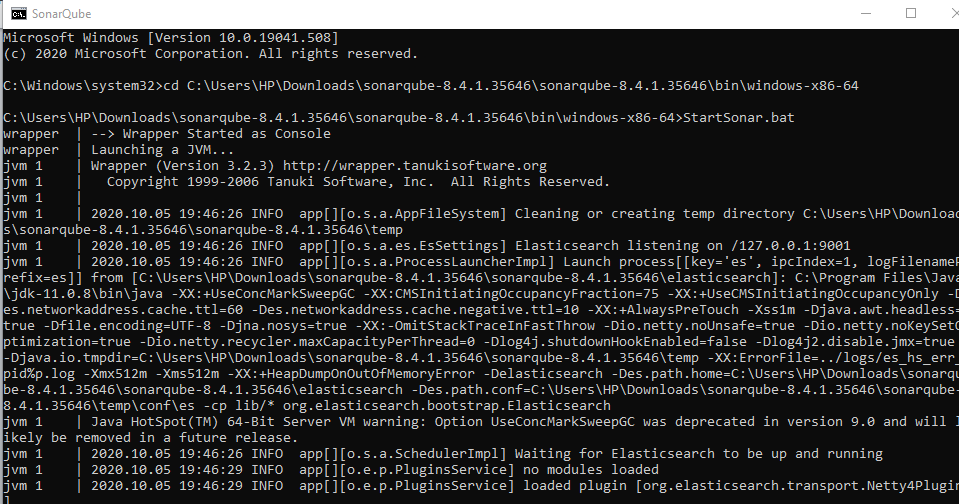 SonarQube
Microsoft Windows [Version 10.0.19041.508]
(c) 2020 Microsoft Corporation. All rights reserved.
C:\Windows\system32>cd C:\Users\HP\Downloads\sonarqube-8.4.1.35646\sonarqube-8.4.1.35646\bin\windows-x86-64
C:\Users\HP\Downloads\sonarqube-8.4.1.35646\sonarqube-8.4.1.35646\bin\windows-x86-64>StartSonar.bat
wrapper  | --> Wrapper Started as Console
wrapper  | Launching a JVM...
jvm 1    | Wrapper (Version 3.2.3) http://wrapper.tanukisoftware.org
jvm 1    |   Copyright 1999-2006 Tanuki Software, Inc.  All Rights Reserved.
jvm 1    |
jvm 1    | 2020.10.05 19:46:26 INFO  app[][o.s.a.AppFileSystem] Cleaning or creating temp directory C:\Users\HP\Download
s\sonarqube-8.4.1.35646\sonarqube-8.4.1.35646\temp
jvm 1    | 2020.10.05 19:46:26 INFO  app[][o.s.a.es.EsSettings] Elasticsearch listening on /127.0.0.1:9001
jvm 1    | 2020.10.05 19:46:26 INFO  app[][o.s.a.ProcessLauncherImpl] Launch process[[key='es', ipcIndex=1, logFilenameP
refix=es]] from [C:\Users\HP\Downloads\sonarqube-8.4.1.35646\sonarqube-8.4.1.35646\elasticsearch]: C:\Program Files\Java
\jdk-11.0.8\bin\java -XX:+UseConcMarkSweepGC -XX:CMSInitiatingOccupancyFraction=75 -XX:+UseCMSInitiatingOccupancyOnly -D
es.networkaddress.cache.ttl=60 -Des.networkaddress.cache.negative.ttl=10 -XX:+AlwaysPreTouch -Xss1m -Djava.awt.headless=
true -Dfile.encoding=UTF-8 -Djna.nosys=true -XX:-OmitStackTraceInFastThrow -Dio.netty.noUnsafe=true -Dio.netty.noKeySetO
ptimization=true -Dio.netty.recycler.maxCapacityPerThread=0 -Dlog4j.shutdownHookEnabled=false -Dlog4j2.disable.jmx=true
-Djava.io.tmpdir=C:\Users\HP\Downloads\sonarqube-8.4.1.35646\sonarqube-8.4.1.35646\temp -XX:ErrorFile=../logs/es_hs_err_
pid%p.log -Xmx512m -Xms512m -XX:+HeapDumpOnOutOfMemoryError -Delasticsearch -Des.path.home=C:\Users\HP\Downloads\sonarqu
be-8.4.1.35646\sonarqube-8.4.1.35646\elasticsearch -Des.path.conf=C:\Users\HP\Downloads\sonarqube-8.4.1.35646\sonarqube-
8.4.1.35646\temp\conf\es -cp lib/* org.elasticsearch.bootstrap.Elasticsearch
jvm 1    | Java HotSpot(TM) 64-Bit Server VM warning: Option UseConcMarkSweepGC was deprecated in version 9.0 and will l
ikely be removed in a future release.
jvm 1    | 2020.10.05 19:46:26 INFO  app[][o.s.a.SchedulerImpl] Waiting for Elasticsearch to be up and running
jvm 1    | 2020.10.05 19:46:29 INFO  app[][o.e.p.PluginsService] no modules loaded
jvm 1    | 2020.10.05 19:46:29 INFO  app[][o.e.p.PluginsService] loaded plugin [org.elasticsearch.transport.Netty4Plugin
]